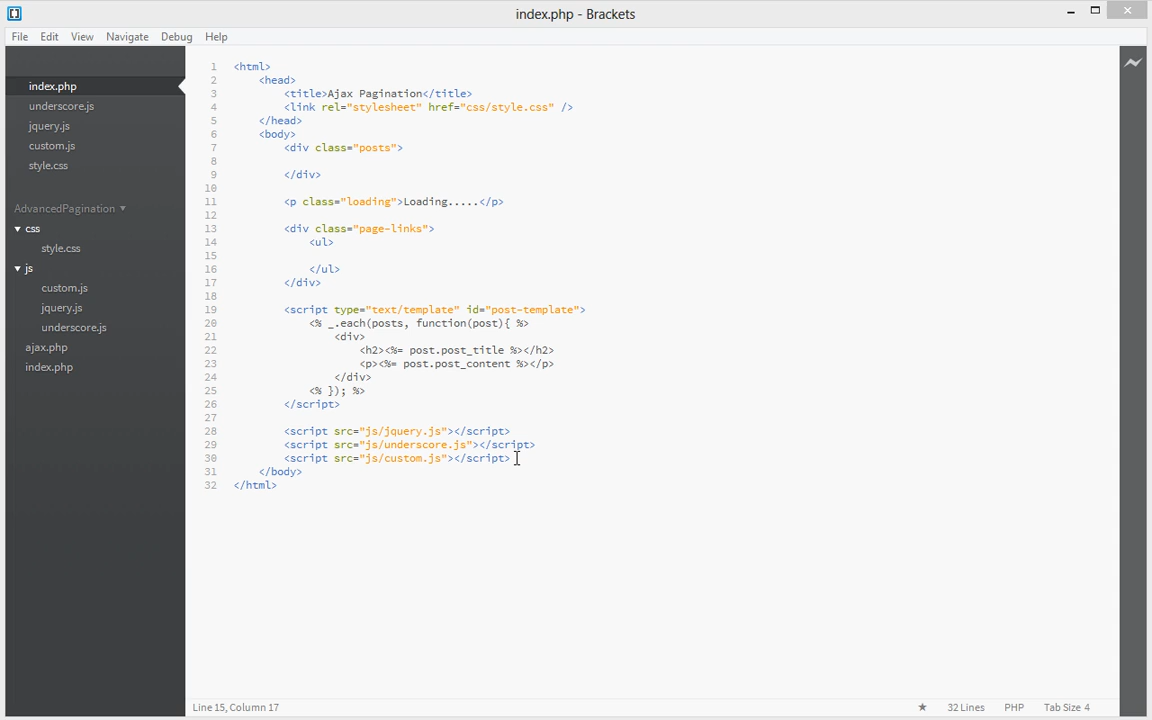 index.php - Brackets
File Edit View Navigate Debug Help
index.php
underscore.js
jquery.js
custom.js
style.css
AdvancedPagination
css
style.css
js
custom.js
jquery.js
underscore.js
ajax.php
index.php
1 <html>
2 <head>
3 <title>Ajax Pagination</title>
4 <link rel="stylesheet" href="css/style.css" />
5 </head>
6 <body>
7 <div class="posts">
8
9 </div>
10
11 <p class="loading">Loading.....</p>
12
13 <div class="page-links">
14 <ul>
15
16 </ul>
17 </div>
18
19 <script type="text/template" id="post-template">
20 <% _.each(posts, function(post){ %>
21 <div>
22 <h2><%= post.post_title %></h2>
23 <p><%= post.post_content %></p>
24 </div>
25 <% }); %>
26 </script>
27
28 <script src="js/jquery.js"></script>
29 <script src="js/underscore.js"></script>
30 <script src="js/custom.js"></script>
31 </body>
32 </html>
Line 15, Column 17
32 Lines PHP Tab Size 4